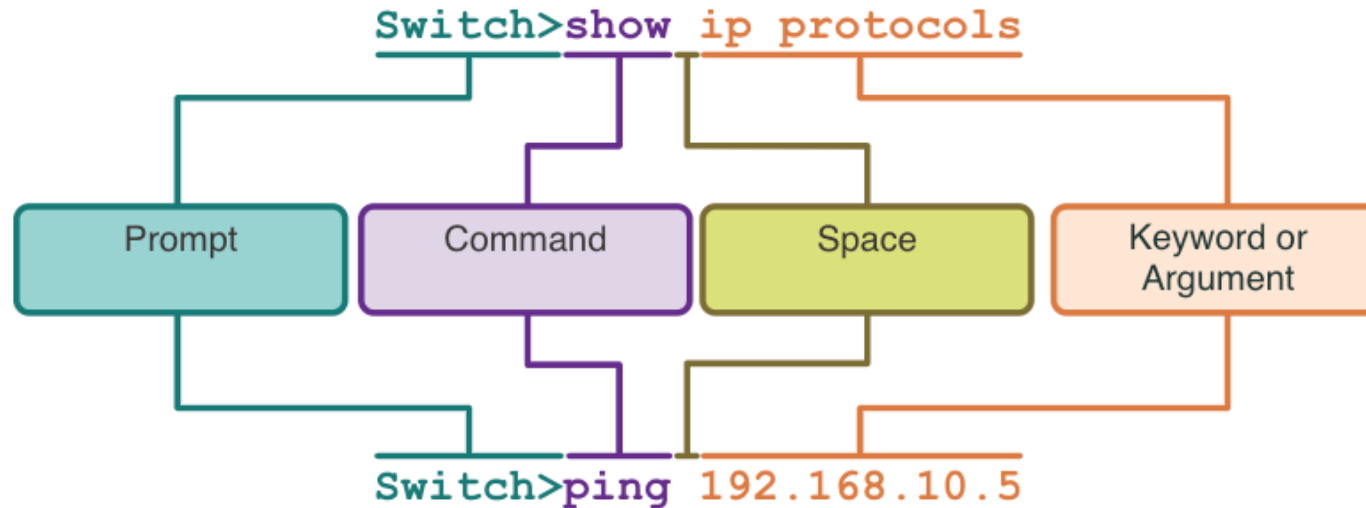 Switch>show ip protocols
Prompt
Command
Space
Keyword or
Argument
Switch>ping 192.168.10.5